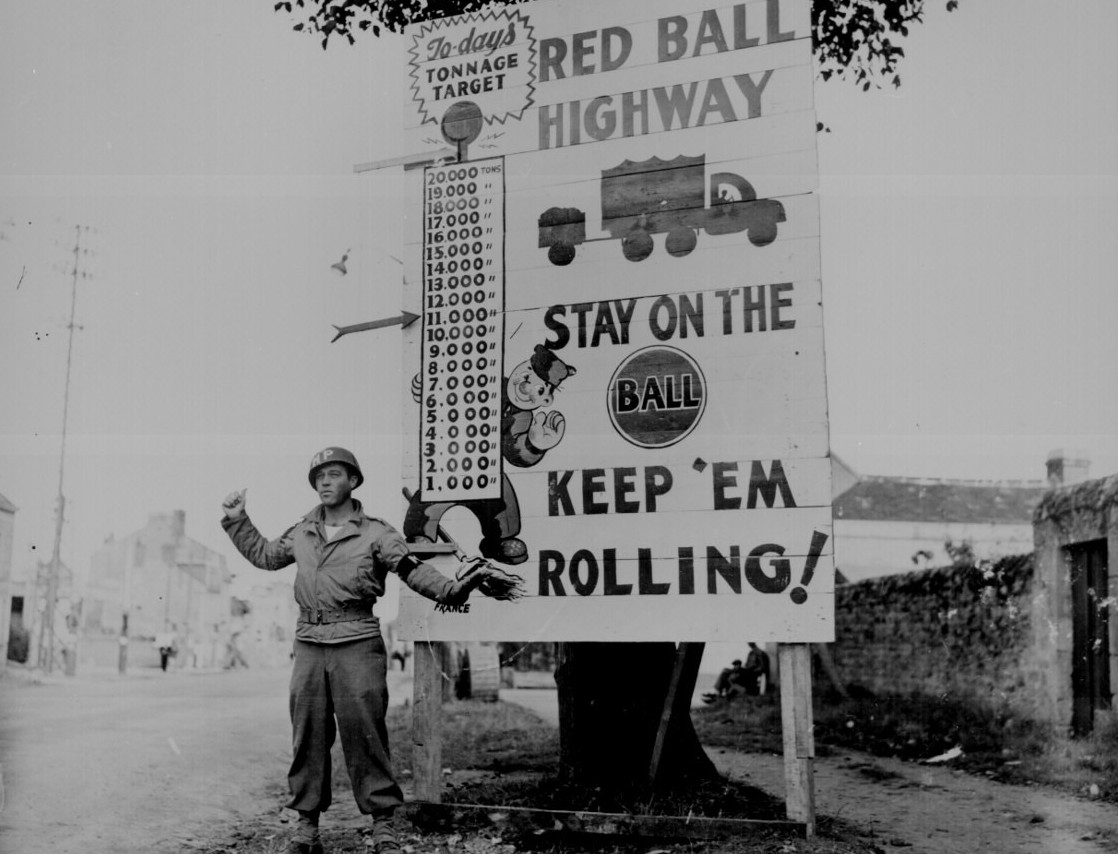 To-day's
TONNAGE
TARGET
RED BALL
HIGHWAY
20.000 TONS
19.000 "
18.000 "
17.000 "
16.000 "
15.000 "
14.000 "
13.000 "
12.000 "
11.000 "
10.000 "
9.000 "
8.000 "
7.000 "
6.000 "
5.000 "
4.000 "
3.000 "
2.000 "
1,000 "
STAY ON THE
BALL
KEEP 'EM
ROLLING!
MP
FRANCE